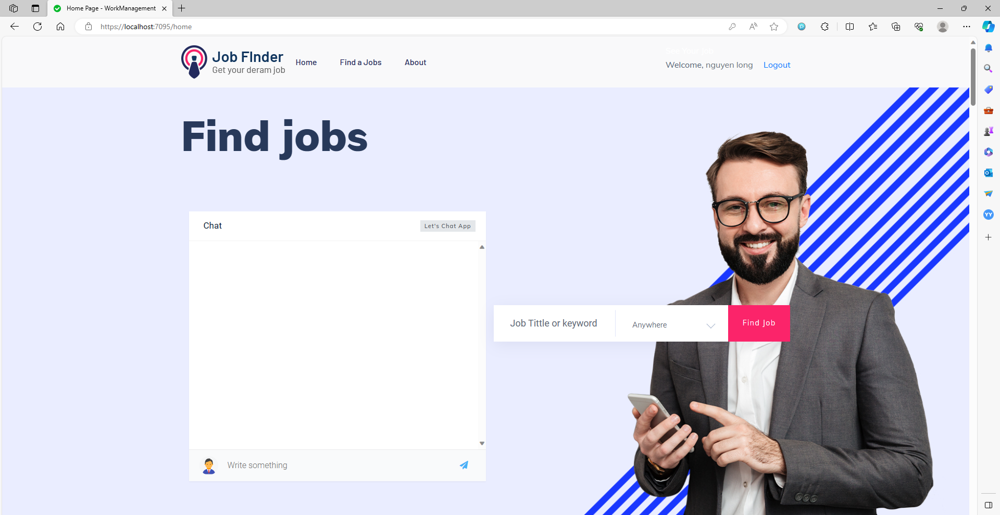 Home Page - WorkManagement
https://localhost:7095/home
Job FInder
Get your deram job
Home
Find a Jobs
About
See Your Job
Welcome, nguyen long
Logout
Find jobs
Chat
Let's Chat App
Job Tittle or keyword
Anywhere
Find Job
Write something
YY